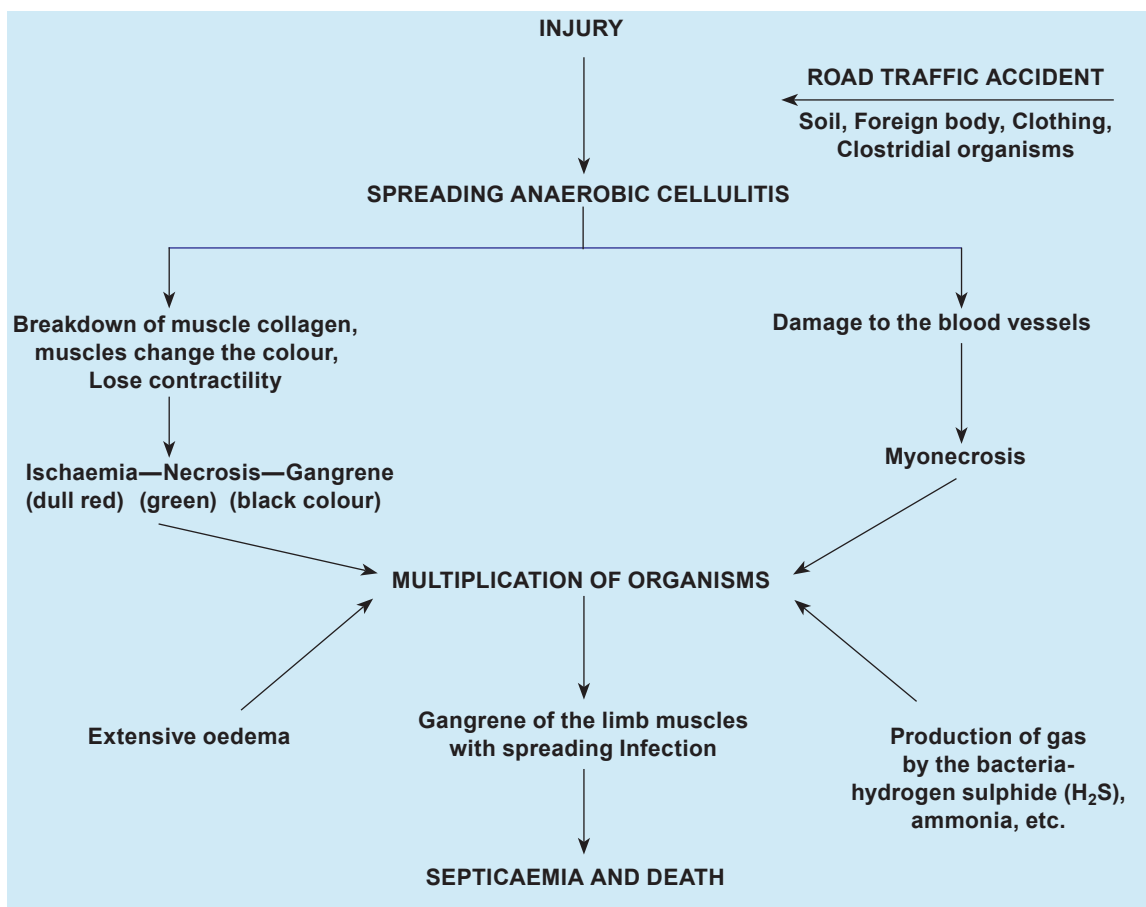 INJURY
ROAD TRAFFIC ACCIDENT
Soil, Foreign body, Clothing,
Clostridial organisms
SPREADING ANAEROBIC CELLULITIS
Breakdown of muscle collagen,
muscles change the colour,
Lose contractility
Damage to the blood vessels
Ischaemia—Necrosis—Gangrene
(dull red) (green) (black colour)
Myonecrosis
MULTIPLICATION OF ORGANISMS
Extensive oedema
Gangrene of the limb muscles
with spreading Infection
Production of gas
by the bacteria-
hydrogen sulphide (H₂S),
ammonia, etc.
SEPTICAEMIA AND DEATH